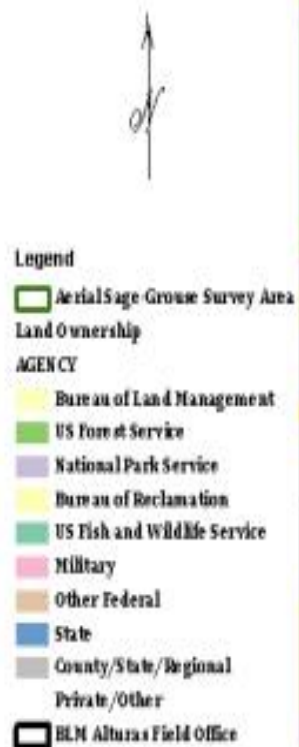 N
Legend
Aerial Sage Grouse Survey Area
Land Ownership
AGENCY
Bureau of Land Management
US Forest Service
National Park Service
Bureau of Reclamation
US Fish and Wildlife Service
Military
Other Federal
State
County/State/Regional
Private/Other
BLM Alturas Field Office